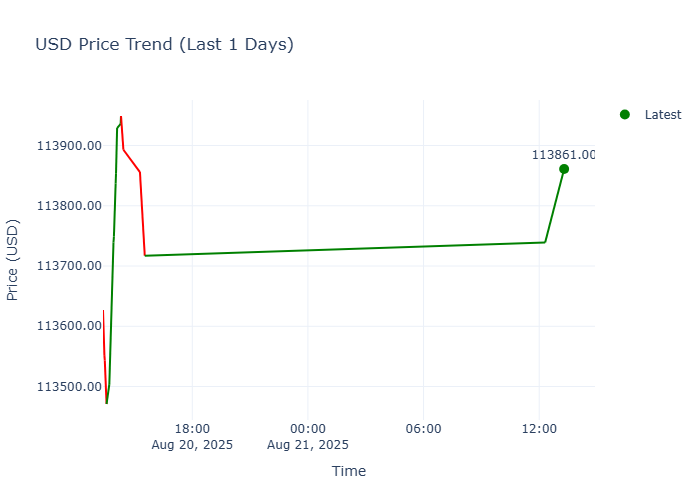 USD Price Trend (Last 1 Days)
Latest
113861.00
113900.00
113800.00
113700.00
113600.00
113500.00
Price (USD)
18:00
Aug 20, 2025
00:00
Aug 21, 2025
06:00
12:00
Time